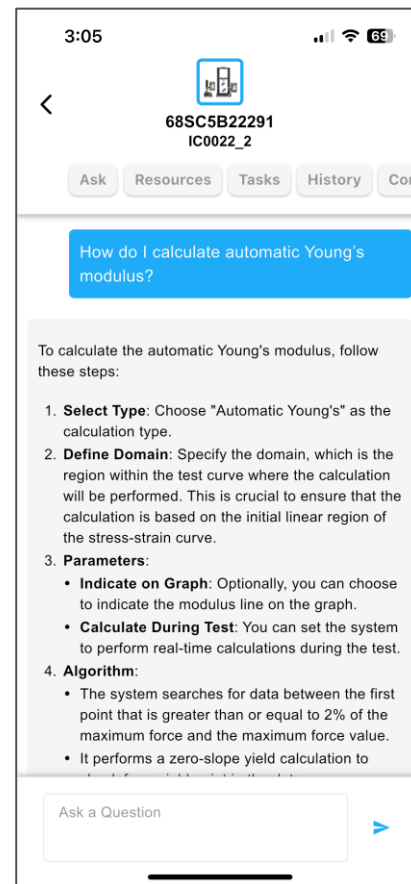 3:05
69
68SC5B22291
IC0022_2
Ask Resources Tasks History Co
How do I calculate automatic Young's
modulus?
To calculate the automatic Young's modulus, follow
these steps:
1. Select Type: Choose "Automatic Young's" as the
calculation type.
2. Define Domain: Specify the domain, which is the
region within the test curve where the calculation
will be performed. This is crucial to ensure that the
calculation is based on the initial linear region of
the stress-strain curve.
3. Parameters:
• Indicate on Graph: Optionally, you can choose
to indicate the modulus line on the graph.
• Calculate During Test: You can set the system
to perform real-time calculations during the test.
4. Algorithm:
• The system searches for data between the first
point that is greater than or equal to 2% of the
maximum force and the maximum force value.
• It performs a zero-slope yield calculation to
Ask a Question